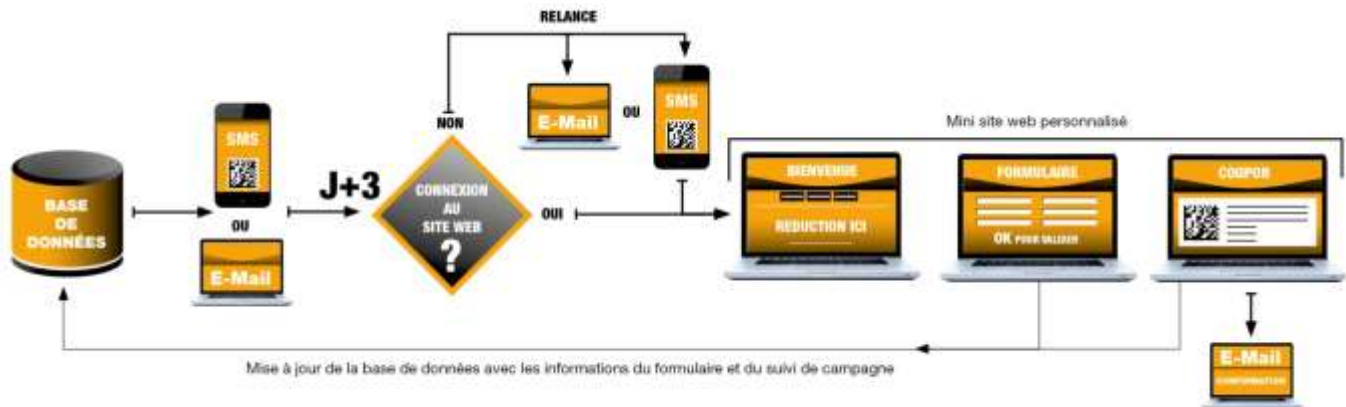 RELANCE
SMS
OU
E-Mail
SMS
NON
Mini site web personnalisé
BASE
DE
DONNÉES
OU
E-Mail
J+3
CONNEXION
AU
SITE WEB
?
OUI
BIENVENUE
REDUCTION ICI
FORMULAIRE
OK POUR VALIDER
COUPON
Mise à jour de la base de données avec les informations du formulaire et du suivi de campagne
E-Mail
CONFIRMATION